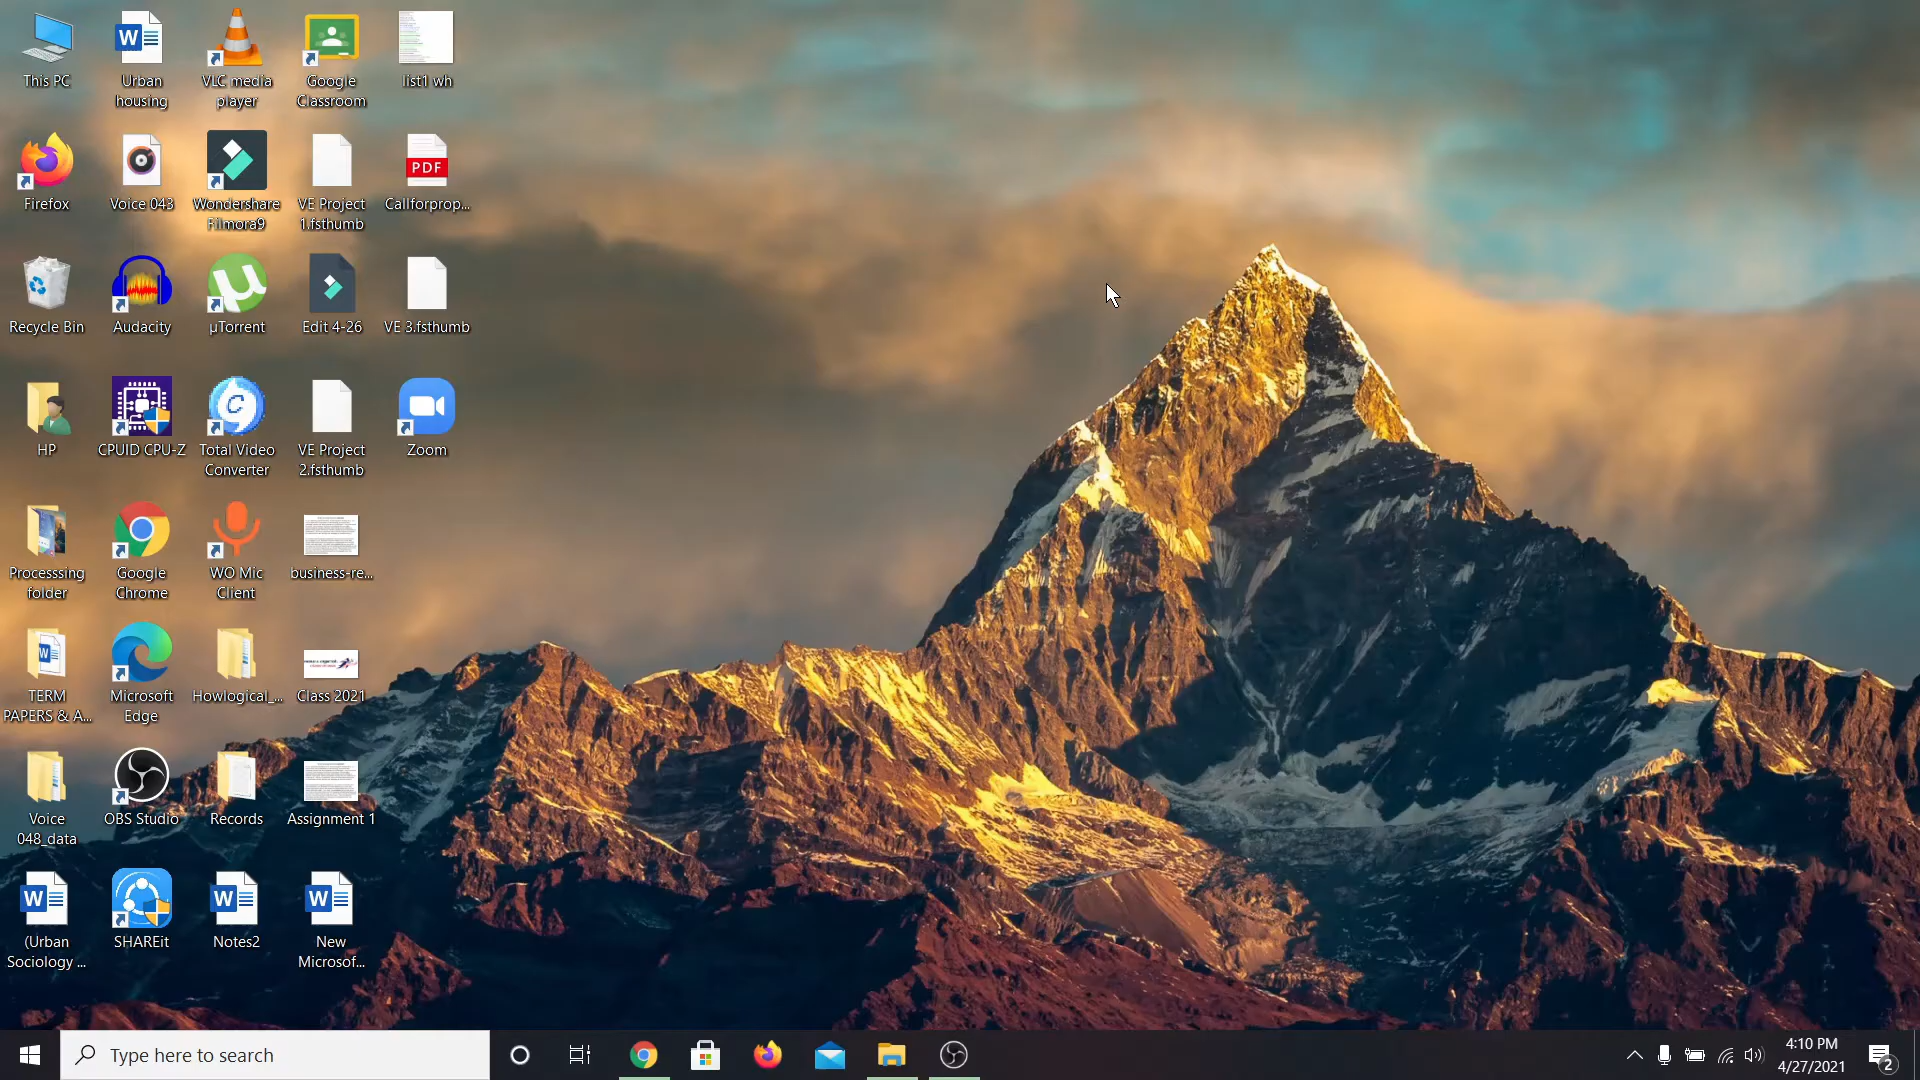 This PC
Urban
housing
VLC media
player
Google
Classroom
list1 wh
Firefox
Voice 043
Wondershare
Filmora9
VE Project
1.fsthumb
PDF
Callforprop...
Recycle Bin
Audacity
µTorrent
Edit 4-26
VE 3.fsthumb
HP
CPUID CPU-Z
Total Video
Converter
VE Project
2.fsthumb
Zoom
Processsing
folder
Google
Chrome
WO Mic
Client
business-re...
TERM
PAPERS & A...
Microsoft
Edge
Howlogical_...
Class 2021
Voice
048_data
OBS Studio
Records
Assignment 1
(Urban
Sociology ...
SHAREit
Notes2
New
Microsof...
Type here to search
4:10 PM
4/27/2021
2